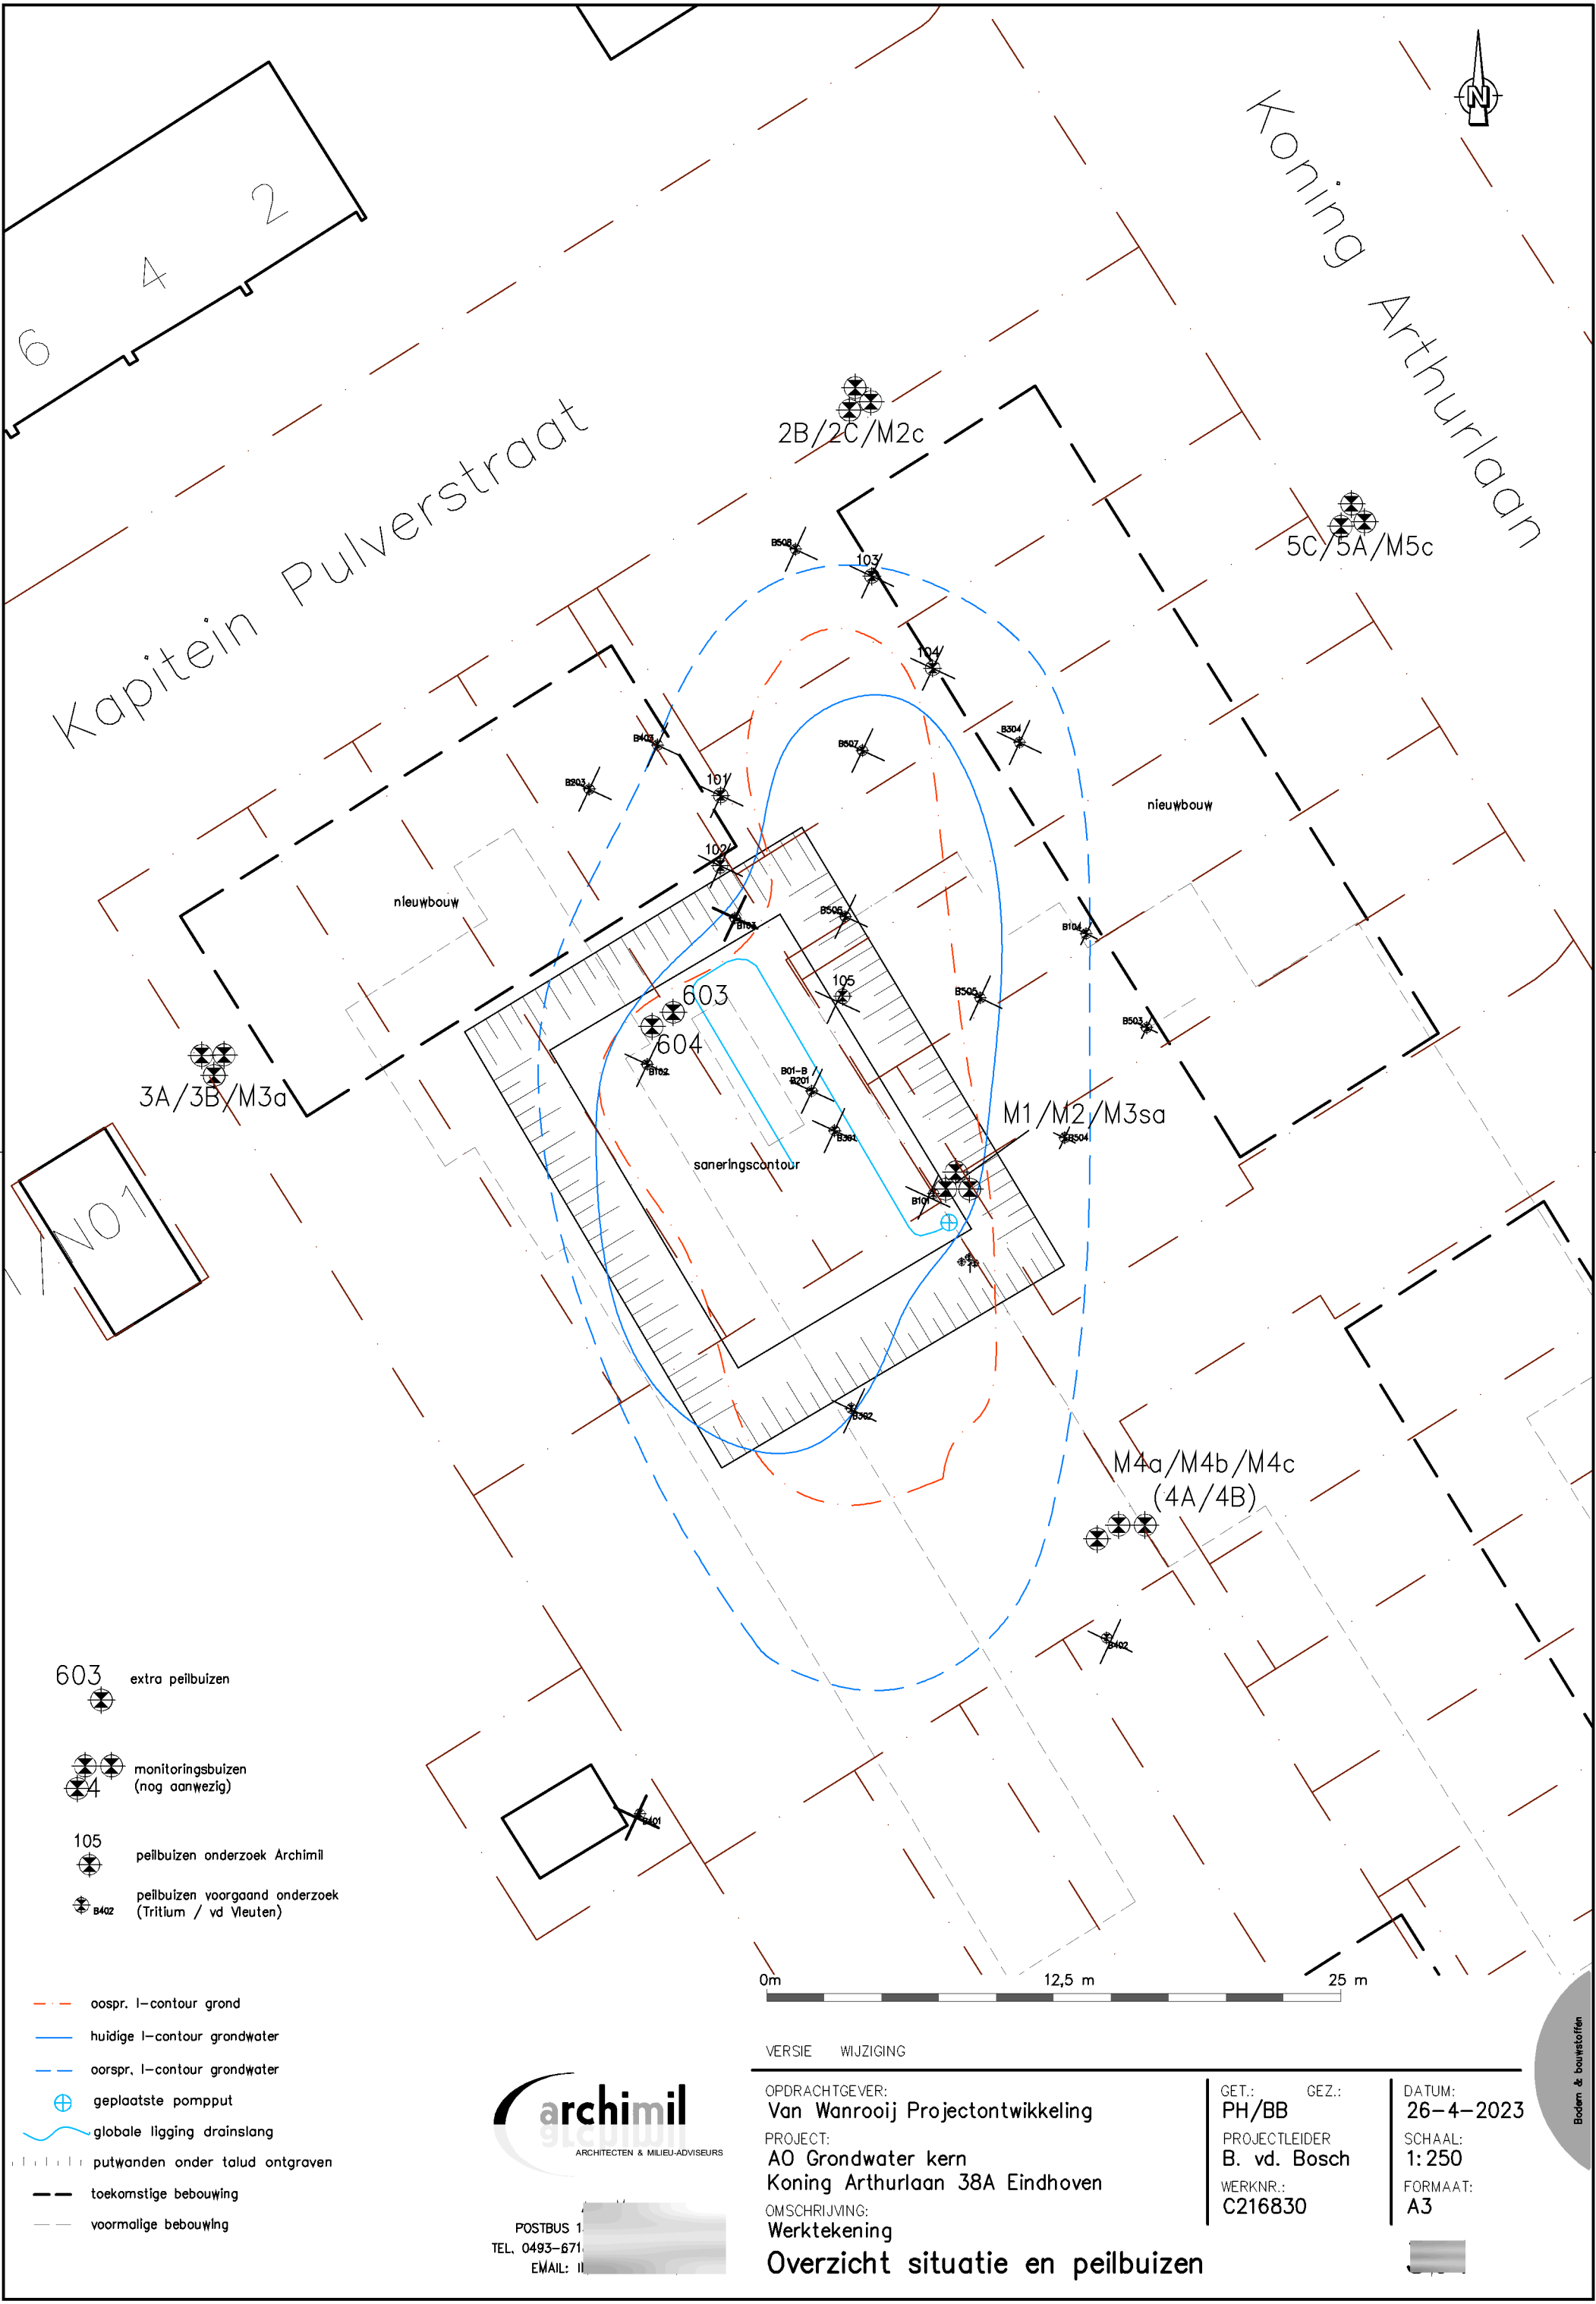 N
Koning Arthurlaan
2
4
6
Kapitein Pulverstraat
2B/2C/M2c
5C/5A/M5c
B508
103
104
B403
B507
B304
B203
101
nieuwbouw
102
nieuwbouw
B103
B506
B104
603
105
B505
604
B503
B102
B01-B /
B201
3A/3B/M3a
M1/M2/M3sa
B301
B504
saneringscontour
B101
B302
M4a/M4b/M4c
(4A/4B)
B402
B401
603
extra peilbuizen
monitoringsbuizen
4
(nog aanwezig)
105
peilbuizen onderzoek Archimil
peilbuizen voorgaand onderzoek
B402
(Tritium / vd Vleuten)
0m 12,5 m 25 m
oospr. I-contour grond
huidige I-contour grondwater
oorspr. I-contour grondwater
geplaatste pompput
globale ligging drainslang
putwanden onder talud ontgraven
toekomstige bebouwing
voormalige bebouwing
archimil
ARCHITECTEN & MILIEU-ADVISEURS
POSTBUS 1
TEL. 0493-671
EMAIL:
VERSIE WIJZIGING
OPDRACHTGEVER:
Van Wanrooij Projectontwikkeling
PROJECT:
AO Grondwater kern
Koning Arthurlaan 38A Eindhoven
OMSCHRIJVING:
Werktekening
Overzicht situatie en peilbuizen
GET.: GEZ.:
PH/BB
PROJECTLEIDER
B. vd. Bosch
WERKNR.:
C216830
DATUM:
26-4-2023
SCHAAL:
1:250
FORMAAT:
A3
Bodem & bouwstoffen